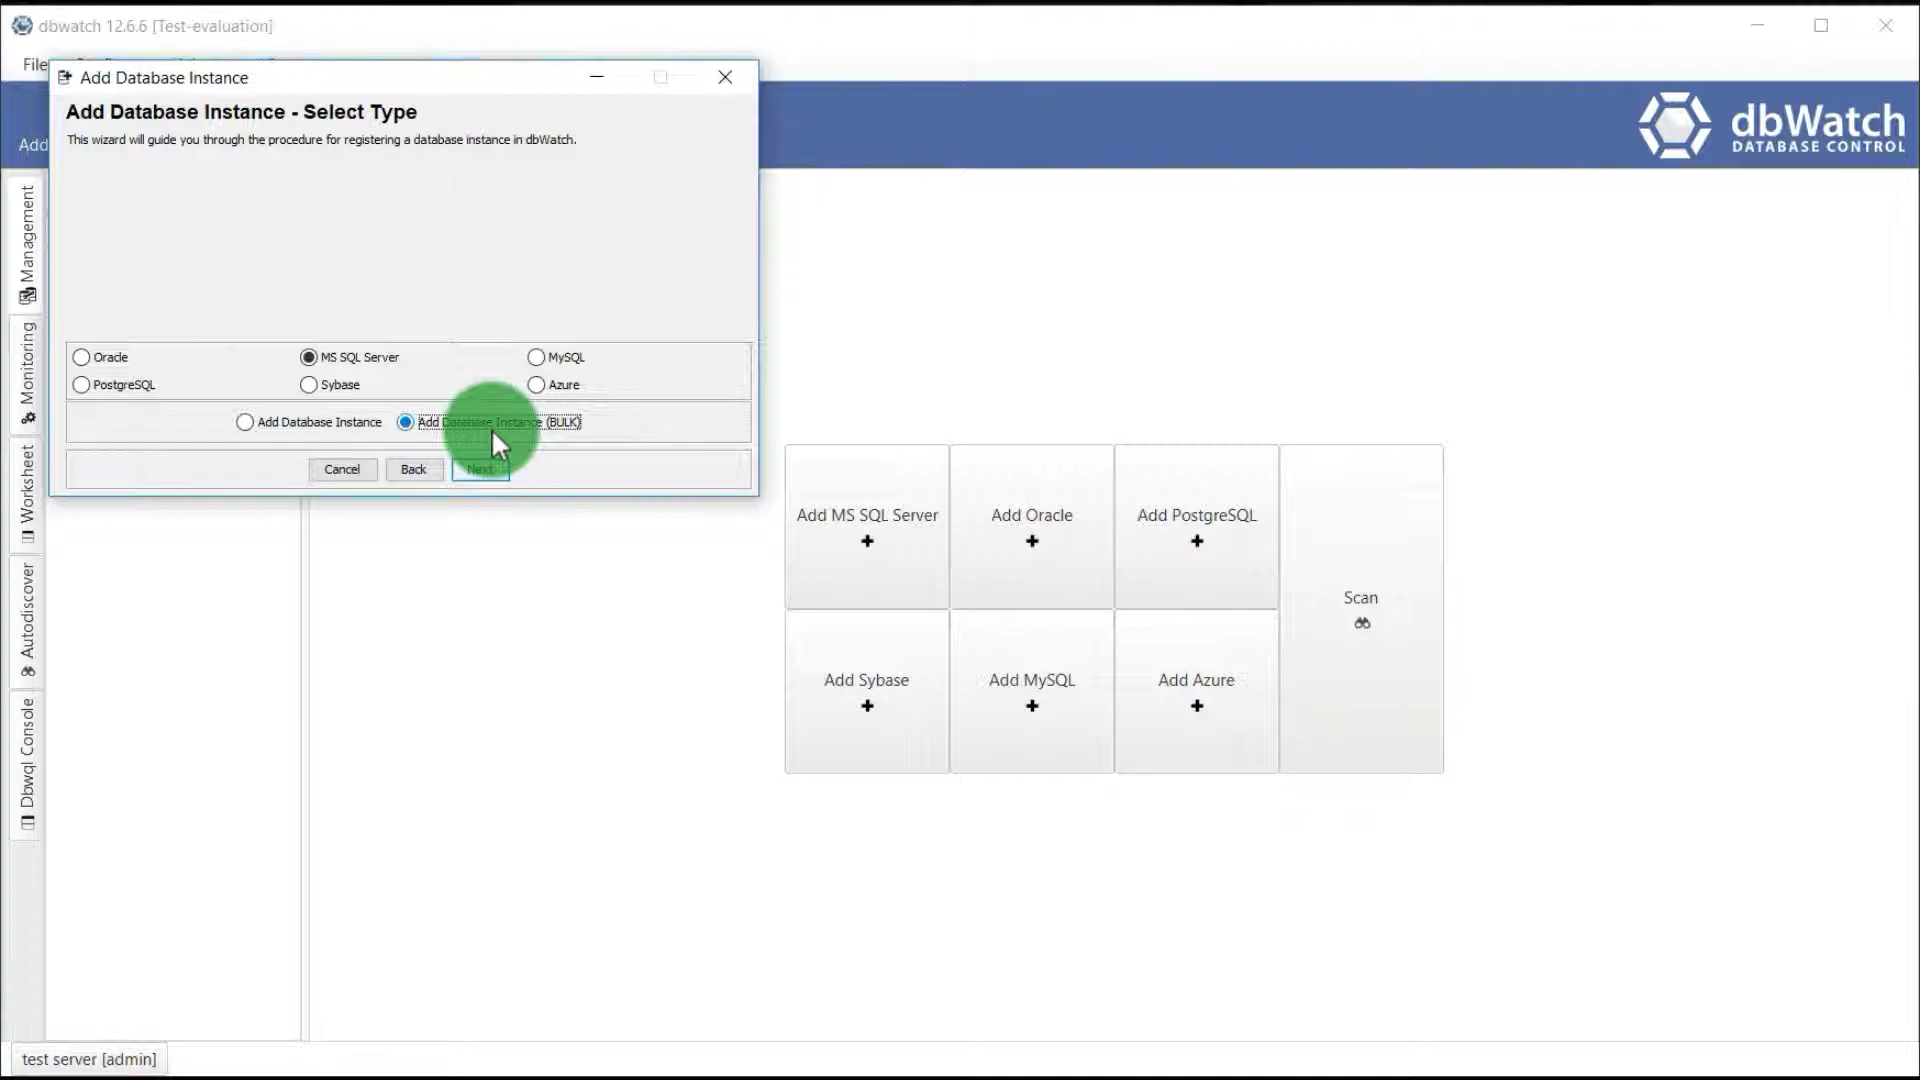 dbwatch 12.6.6 [Test-evaluation]
File
Add Database Instance
Add Database Instance - Select Type
This wizard will guide you through the procedure for registering a database instance in dbWatch.
Add
dbWatch
DATABASE CONTROL
Management
Monitoring
Worksheet
Autodiscover
Dbwql Console
Oracle
MS SQL Server
MySQL
PostgreSQL
Sybase
Azure
Add Database Instance
Add Database Instance (BULK)
Cancel
Back
Next
Add MS SQL Server
Add Oracle
Add PostgreSQL
Scan
Add Sybase
Add MySQL
Add Azure
test server [admin]